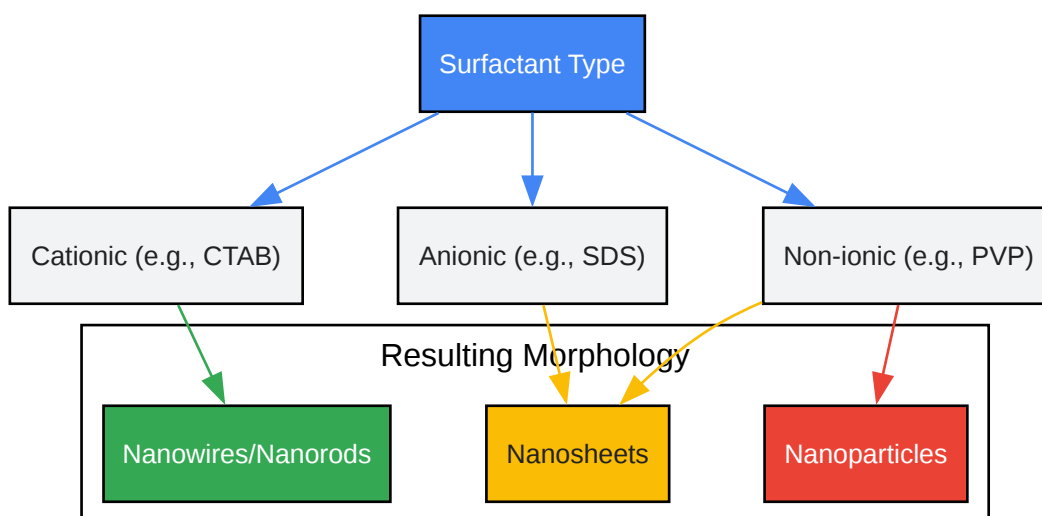 Surfactant Type
Cationic (e.g., CTAB)
Anionic (e.g., SDS)
Non-ionic (e.g., PVP)
Resulting Morphology
Nanowires/Nanorods
Nanosheets
Nanoparticles